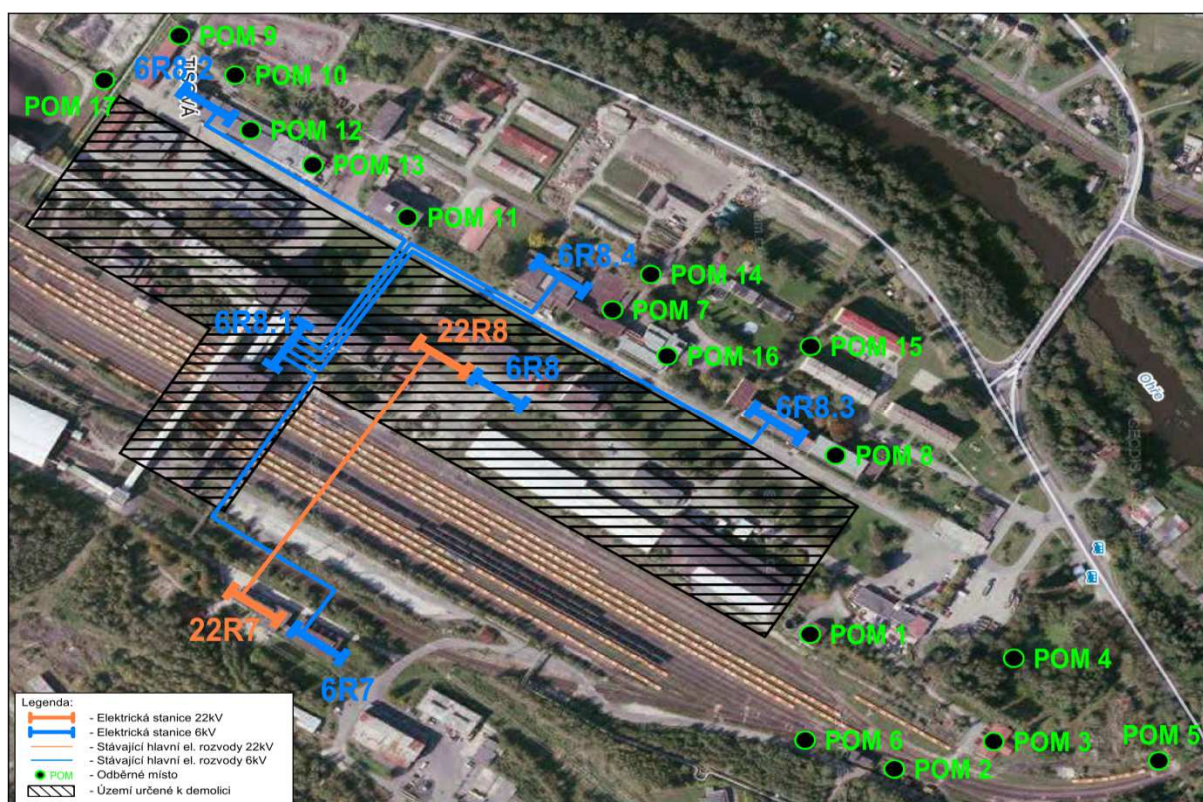 POM 9
TISOVÁ
6R8.2
POM 10
POM 17
POM 12
POM 13
POM 11
6R8.4
POM 14
POM 7
6R8.1
22R8
6R8
POM 16
POM 15
Ohře
6R8.3
POM 8
22R7
6R7
POM 1
POM 4
POM 6
POM 3
POM 2
POM 5
Legenda:
- Elektrická stanice 22kV
- Elektrická stanice 6kV
- Stávající hlavní el. rozvody 22kV
- Stávající hlavní el. rozvody 6kV
POM - Odběrné místo
- Území určené k demolici